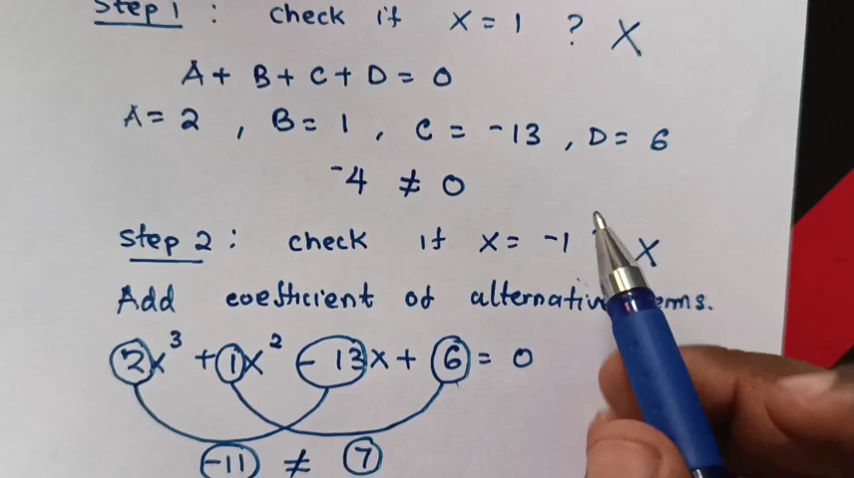 Step 1 : check if x = 1 ? X
A + B + C + D = 0
A = 2 , B = 1 , C = -13 , D = 6
-4 ≠ 0
Step 2 : check if x = -1 X
Add coefficient of alternative
2x³ + 1x² - 13x + 6 = 0
-11 ≠ 7